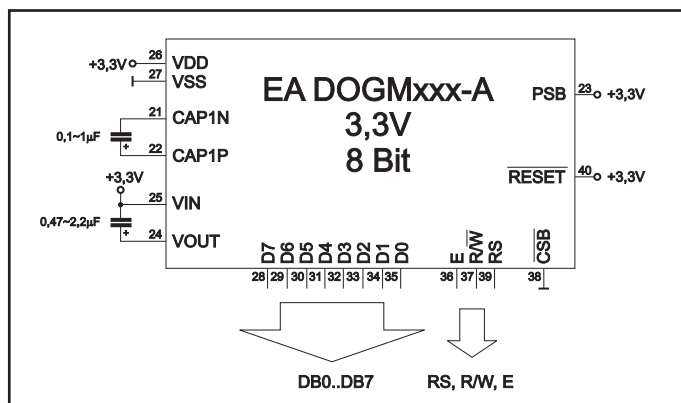 26
+3,3V
VDD
27
VSS
EA DOGMxxx-A
3,3V
8 Bit
PSB
23
+3,3V
21
CAP1N
0,1~1µF
+
22
CAP1P
RESET
40
+3,3V
+3,3V
25
VIN
0,47~2,2µF
+
24
VOUT
D7 D6 D5 D4 D3 D2 D1 D0 E R/W RS CSB
28 29 30 31 32 33 34 35 36 37 39 38
DB0..DB7
RS, R/W, E